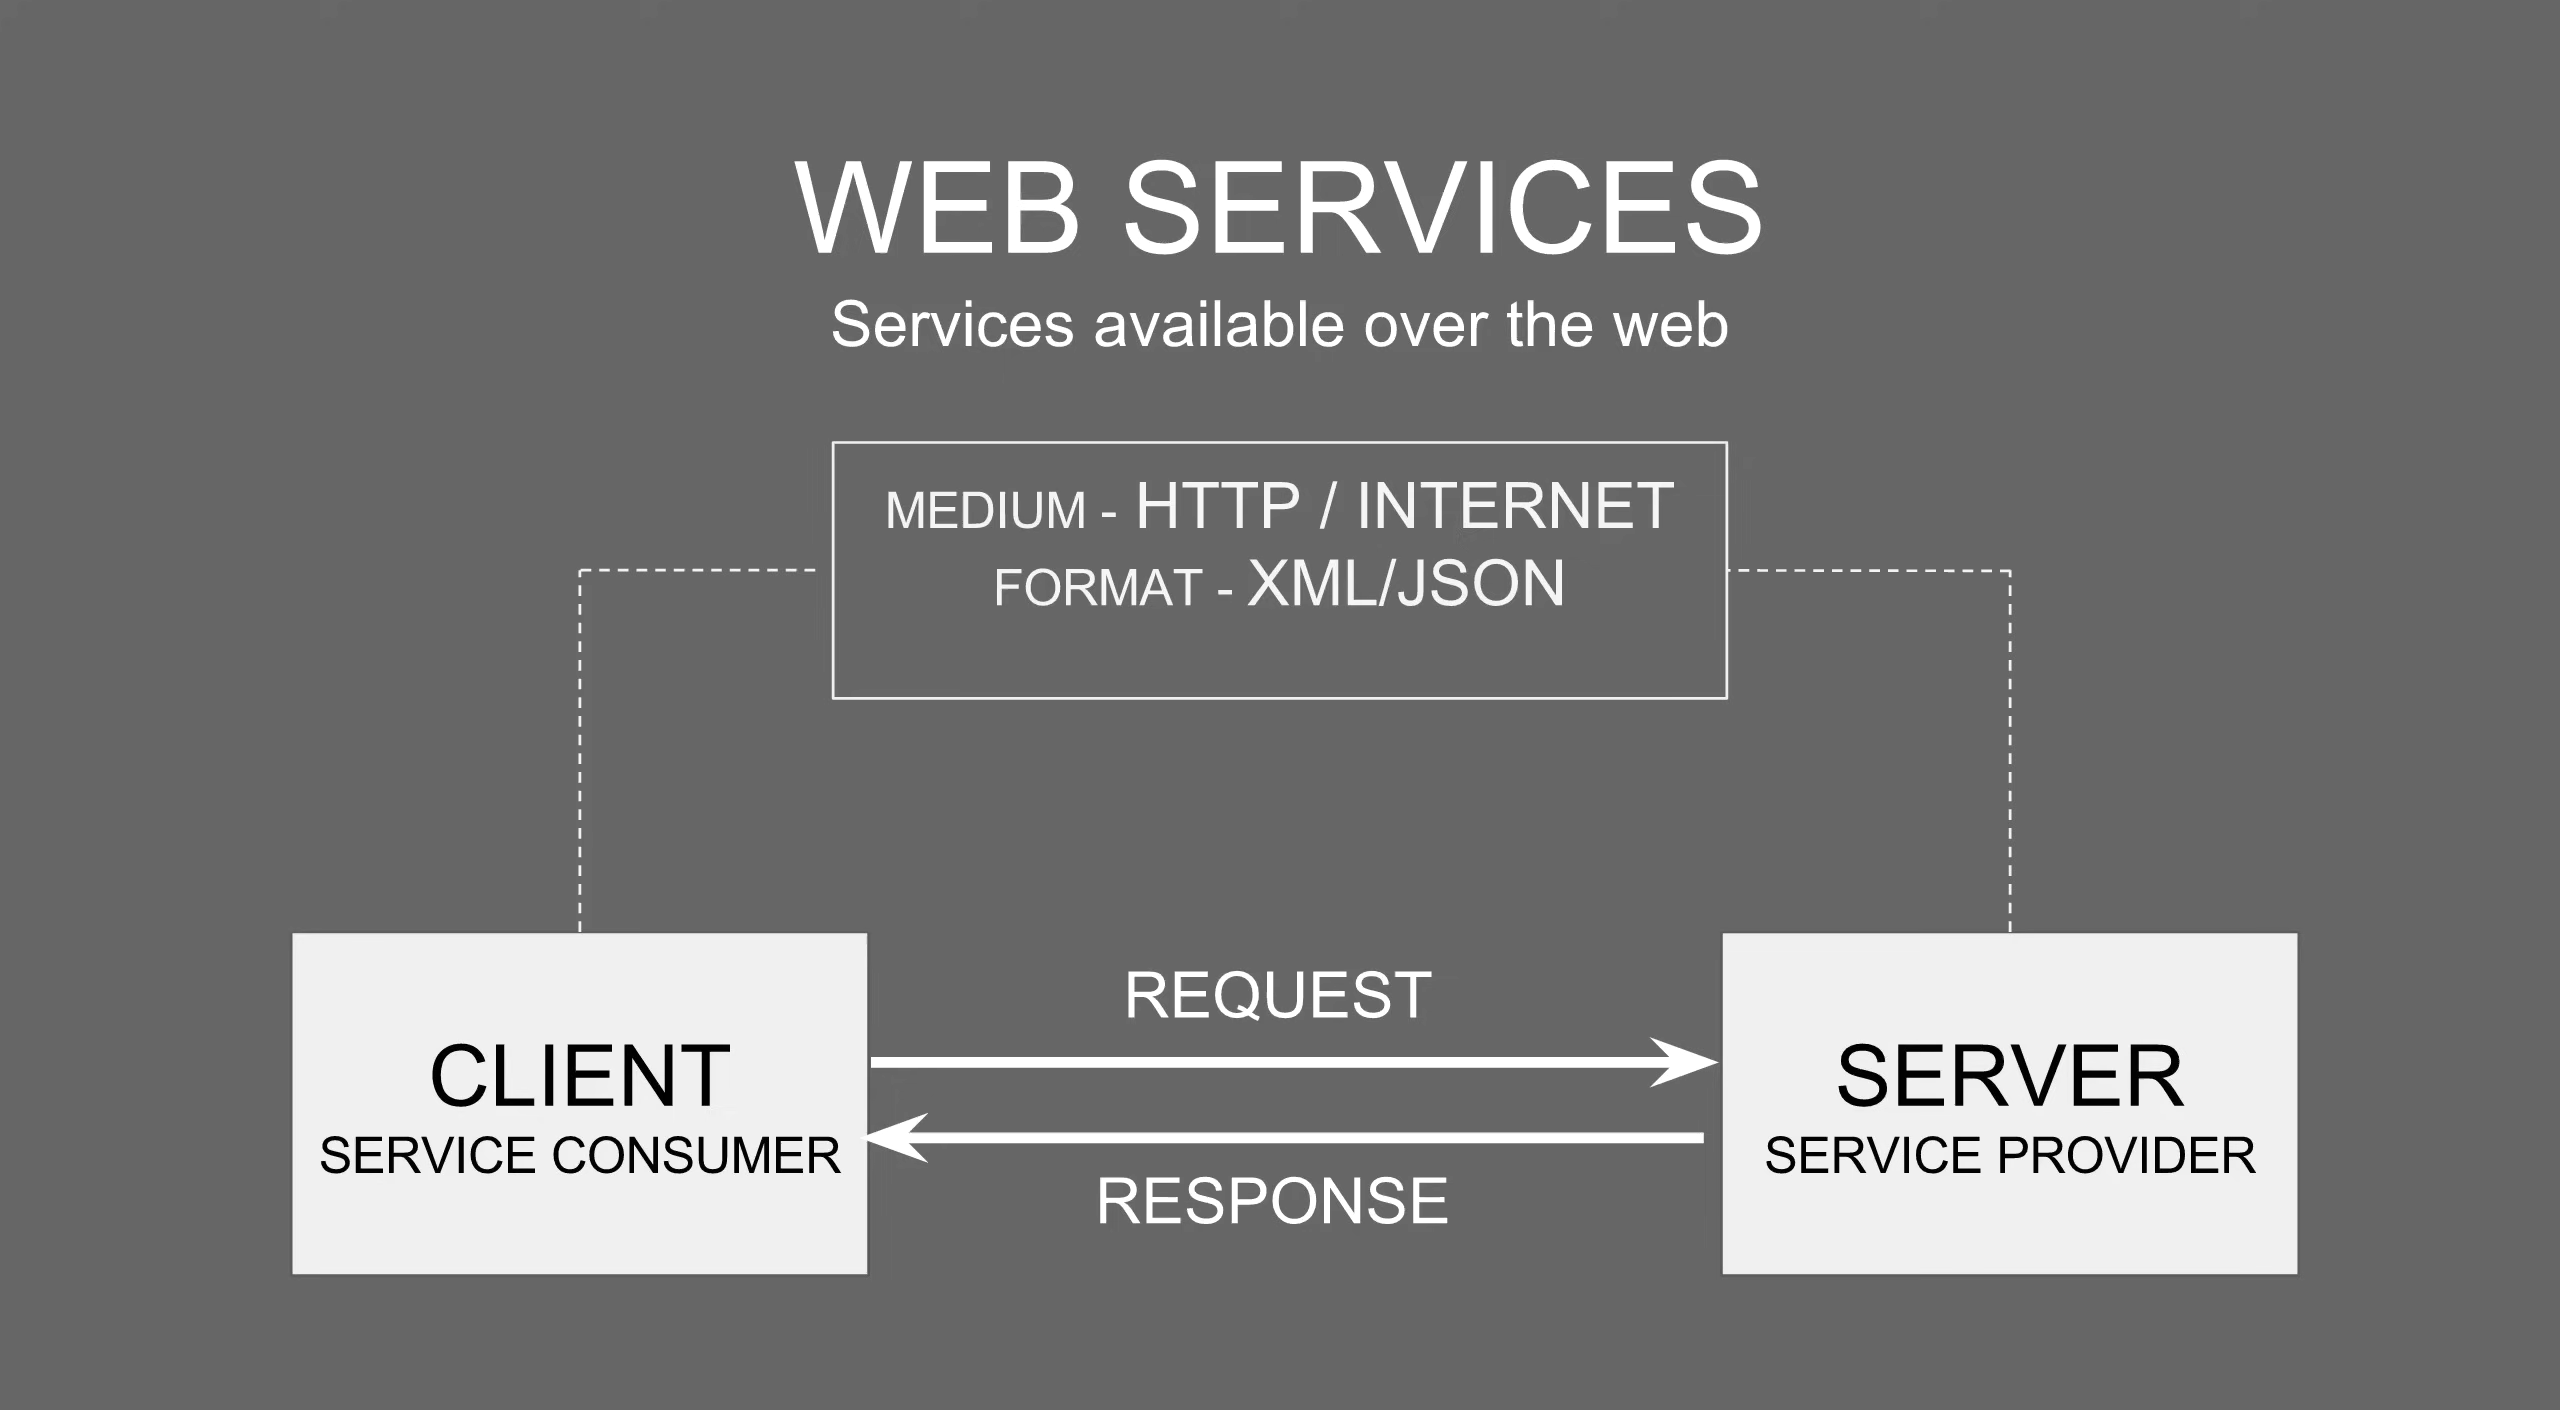 WEB SERVICES
Services available over the web
MEDIUM - HTTP / INTERNET
FORMAT - XML/JSON
REQUEST
CLIENT
SERVICE CONSUMER
SERVER
SERVICE PROVIDER
RESPONSE